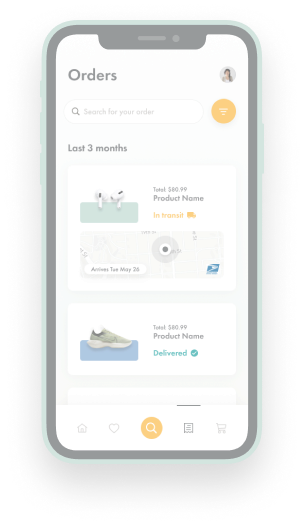 Orders
Search for your order
Last 3 months
Total: $80.99
Product Name
In transit
Arrives Tue May 26
Total: $80.99
Product Name
Delivered